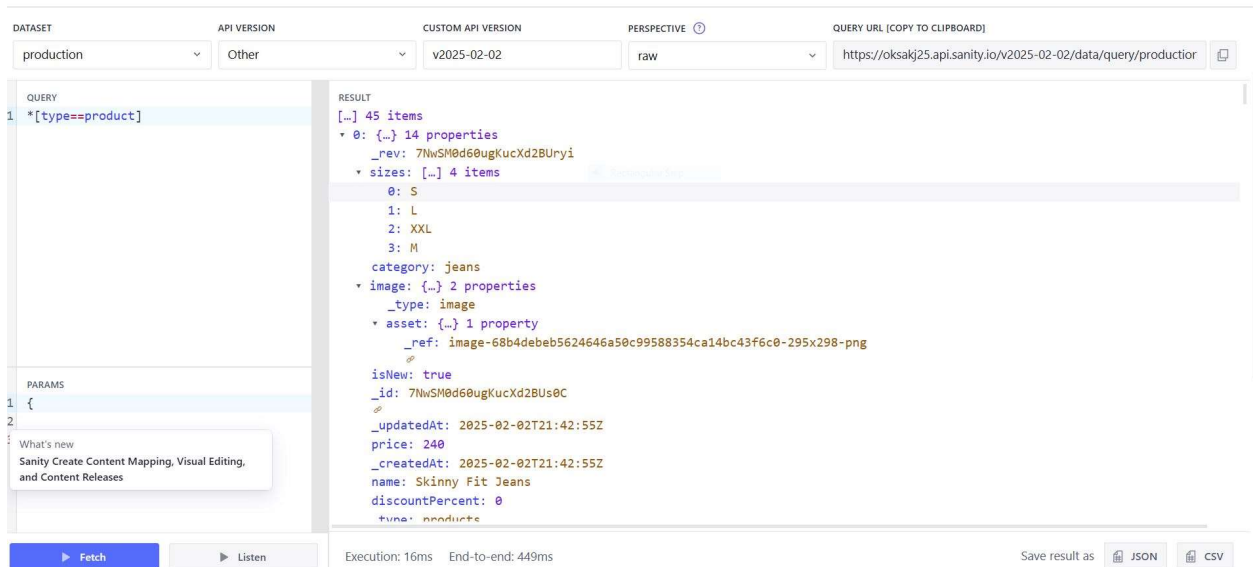 DATASET
API VERSION
CUSTOM API VERSION
PERSPECTIVE ?
QUERY URL [COPY TO CLIPBOARD]
production
Other
v2025-02-02
raw
https://oksakj25.api.sanity.io/v2025-02-02/data/query/production
QUERY
1 *[type==product]
PARAMS
1 {
2
What's new
Sanity Create Content Mapping, Visual Editing,
and Content Releases
Fetch
Listen
RESULT
[…] 45 items
0: {…} 14 properties
_rev: 7NwSM0d60ugKucXd2BUryi
sizes: […] 4 items
0: S
1: L
2: XXL
3: M
category: jeans
image: {…} 2 properties
_type: image
asset: {…} 1 property
_ref: image-68b4debeb5624646a50c99588354ca14bc43f6c0-295x298-png
isNew: true
_id: 7NwSM0d60ugKucXd2BUs0C
_updatedAt: 2025-02-02T21:42:55Z
price: 240
_createdAt: 2025-02-02T21:42:55Z
name: Skinny Fit Jeans
discountPercent: 0
_type: products
Execution: 16ms End-to-end: 449ms
Save result as
JSON
CSV